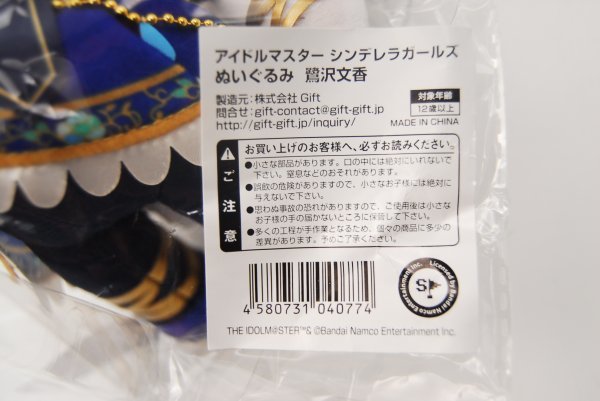 アイドルマスター シンデレラガールズ
ぬいぐるみ 鷺沢文香
製造元：株式会社 Gift
問合せ：gift-contact@gift-gift.jp
http://gift-gift.jp/inquiry/
対象年齢
12歳以上
MADE IN CHINA
ご注意
お買い上げのお客様へ、必ずお読みください。
●小さな部品があります。口の中には絶対にいれないで
下さい。窒息などのおそれがあります。
●誤飲の危険がありますので、小さなお子様には絶対に
与えないで下さい。
●思わぬ事故の恐れがありますので、ご使用後は小さな
お子様の手の届かないところに保管して下さい。
●多くの工程が手作業となるため、個々の商品に多少の
差異があります。予めご了承ください。
4 580731 040774
Licensed by Bandai Namco Entertainment Inc.
S
THE IDOLM@STER™& ©Bandai Namco Entertainment Inc.